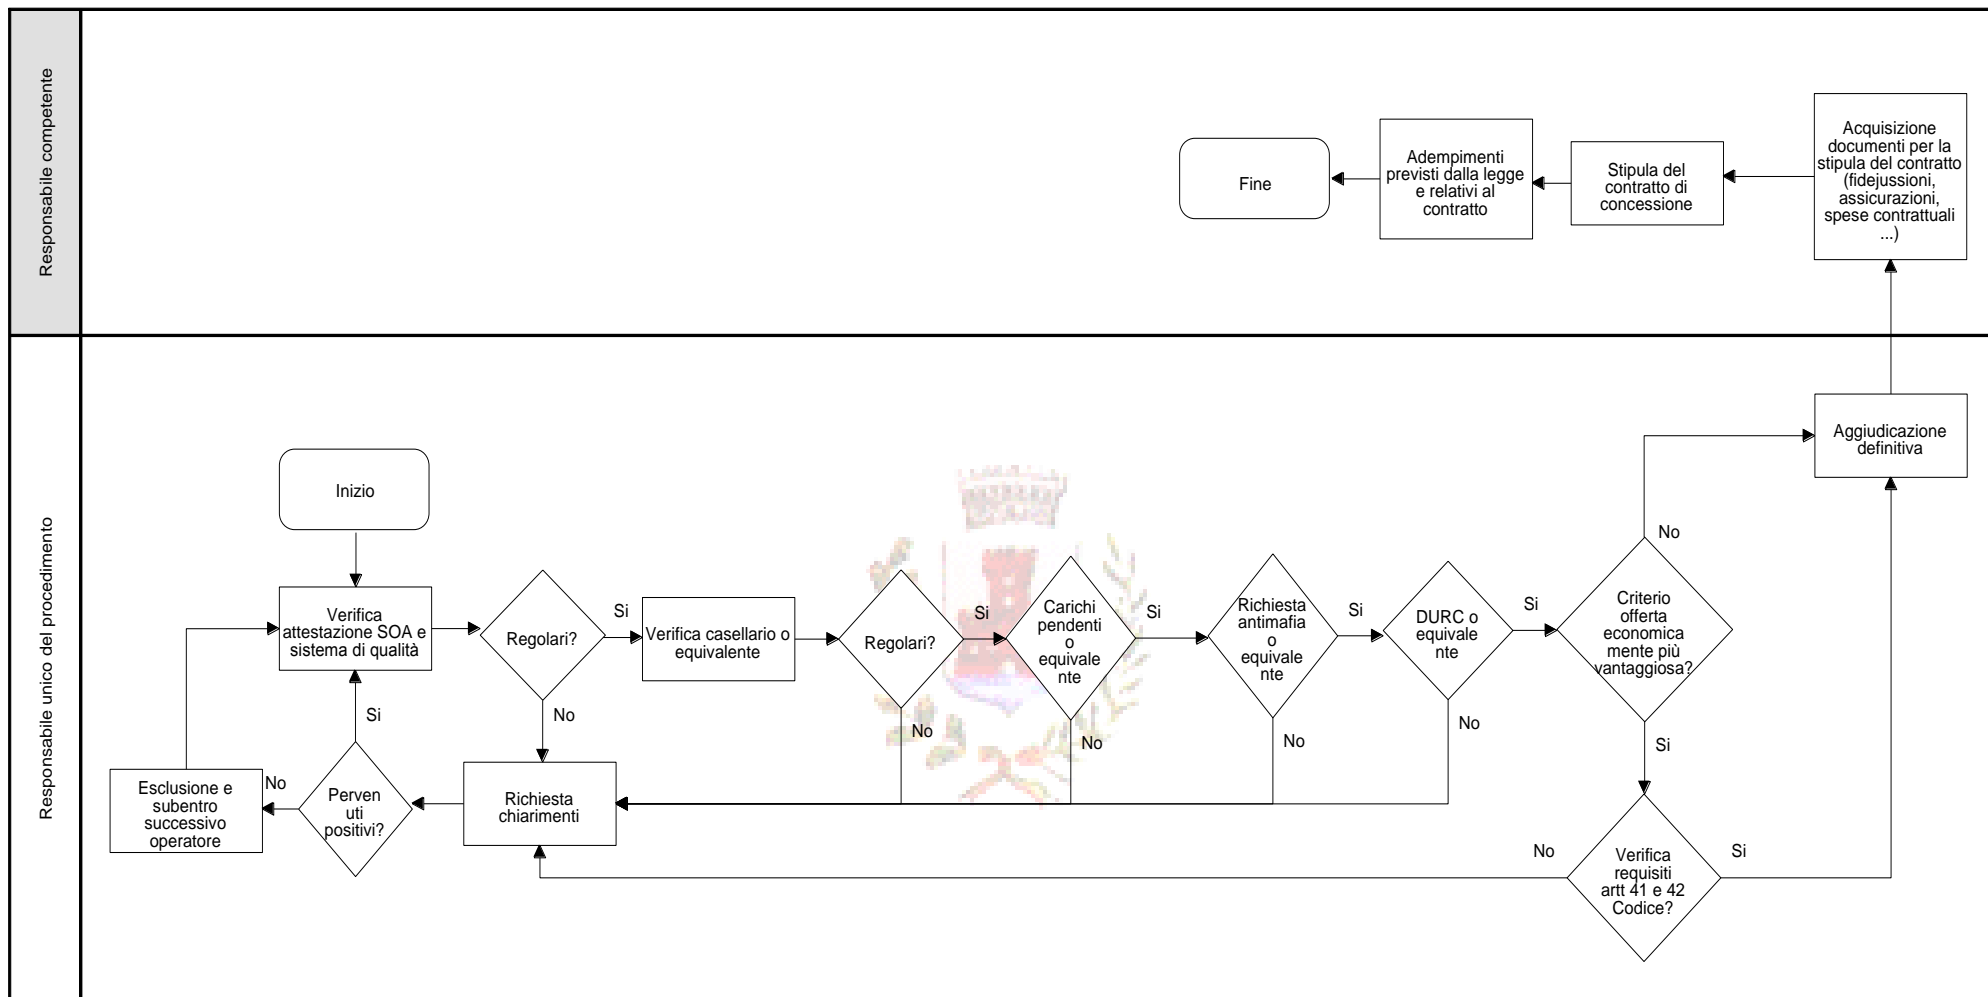 Responsabile competente
Fine
Adempimenti
previsti dalla legge
e relativi al
contratto
Stipula del
contratto di
concessione
Acquisizione
documenti per la
stipula del contratto
(fidejussioni,
assicurazioni,
spese contrattuali
...)
Responsabile unico del procedimento
Aggiudicazione
definitiva
Inizio
Verifica
attestazione SOA e
sistema di qualità
Regolari?
Si
No
Verifica casellario o
equivalente
Regolari?
Si
No
Carichi
pendenti
o
equivale
nte
Si
No
Richiesta
antimafia
o
equivale
nte
Si
No
DURC o
equivale
nte
Si
No
Criterio
offerta
economica
mente più
vantaggiosa?
No
Si
Esclusione e
subentro
successivo
operatore
No
Perven
uti
positivi?
Si
Richiesta
chiarimenti
No
Verifica
requisiti
artt 41 e 42
Codice?
Si